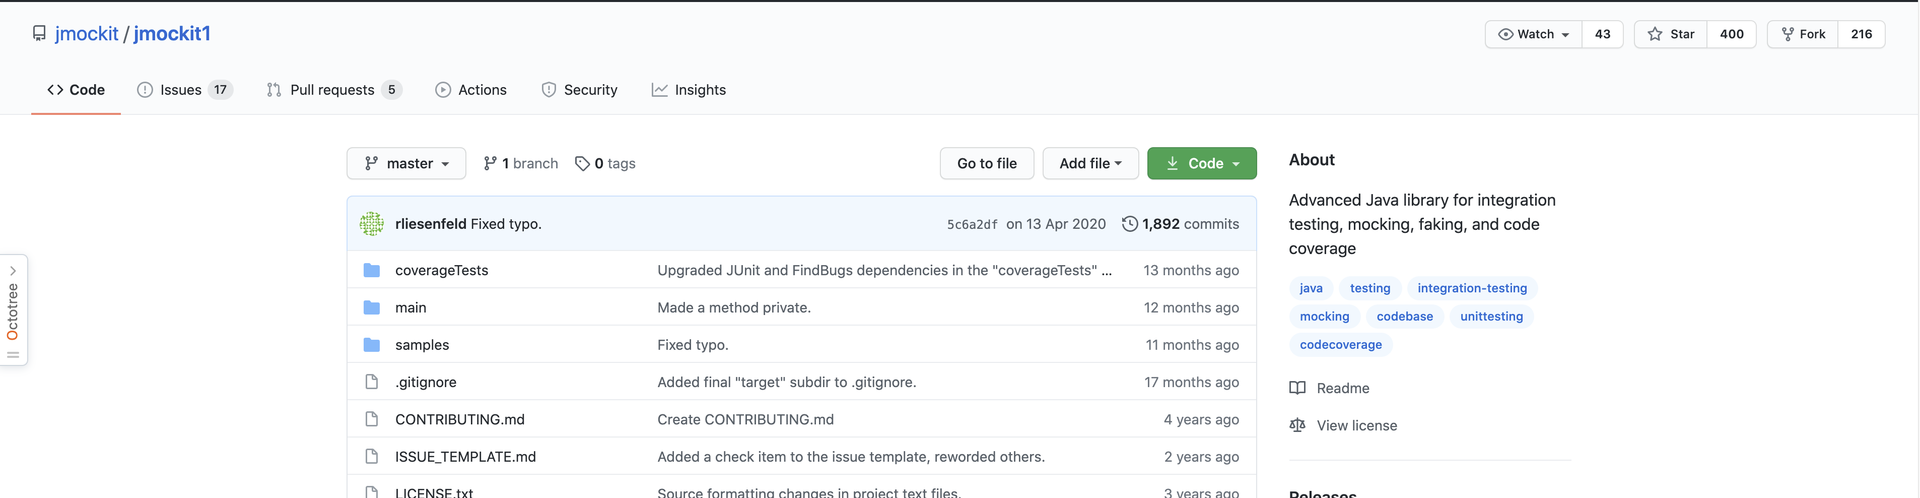 jmockit / jmockit1
Watch 43 Star 400 Fork 216
Code Issues 17 Pull requests 5 Actions Security Insights
master 1 branch 0 tags Go to file Add file Code
rliesenfeld Fixed typo. 5c6a2df on 13 Apr 2020 1,892 commits
coverageTests Upgraded JUnit and FindBugs dependencies in the "coverageTests" ... 13 months ago
main Made a method private. 12 months ago
samples Fixed typo. 11 months ago
.gitignore Added final "target" subdir to .gitignore. 17 months ago
CONTRIBUTING.md Create CONTRIBUTING.md 4 years ago
ISSUE_TEMPLATE.md Added a check item to the issue template, reworded others. 2 years ago
LICENSE.txt Source formatting changes in project text files. 3 years ago
About
Advanced Java library for integration
testing, mocking, faking, and code
coverage
java testing integration-testing
mocking codebase unittesting
codecoverage
Readme
View license
Releases
Octotree